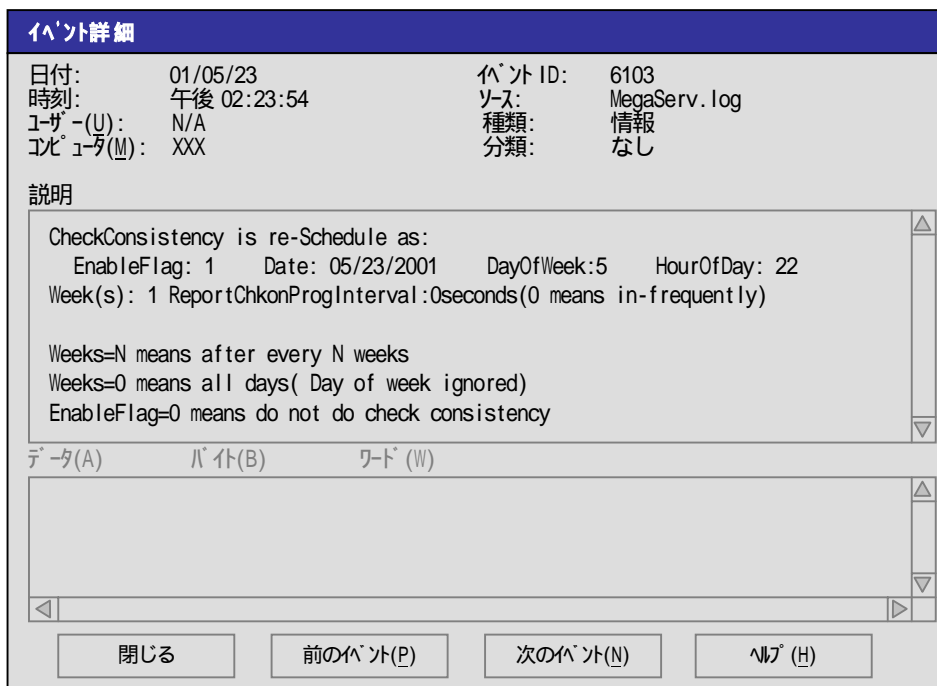 イベント詳細
日付: 01/05/23 イベント ID: 6103
時刻: 午後 02:23:54 ソース: MegaServ.log
ユーザー(U): N/A 種類: 情報
コンピュータ(M): XXX 分類: なし
説明
CheckConsistency is re-Schedule as:
EnableFlag: 1 Date: 05/23/2001 DayOfWeek:5 HourOfDay: 22
Week(s): 1 ReportChkonProgInterval:0seconds(0 means in-frequently)
Weeks=N means after every N weeks
Weeks=0 means all days( Day of week ignored)
EnableFlag=0 means do not do check consistency
データ(A) バイト(B) ワード(W)
閉じる 前のイベント(P) 次のイベント(N) ヘルプ(H)